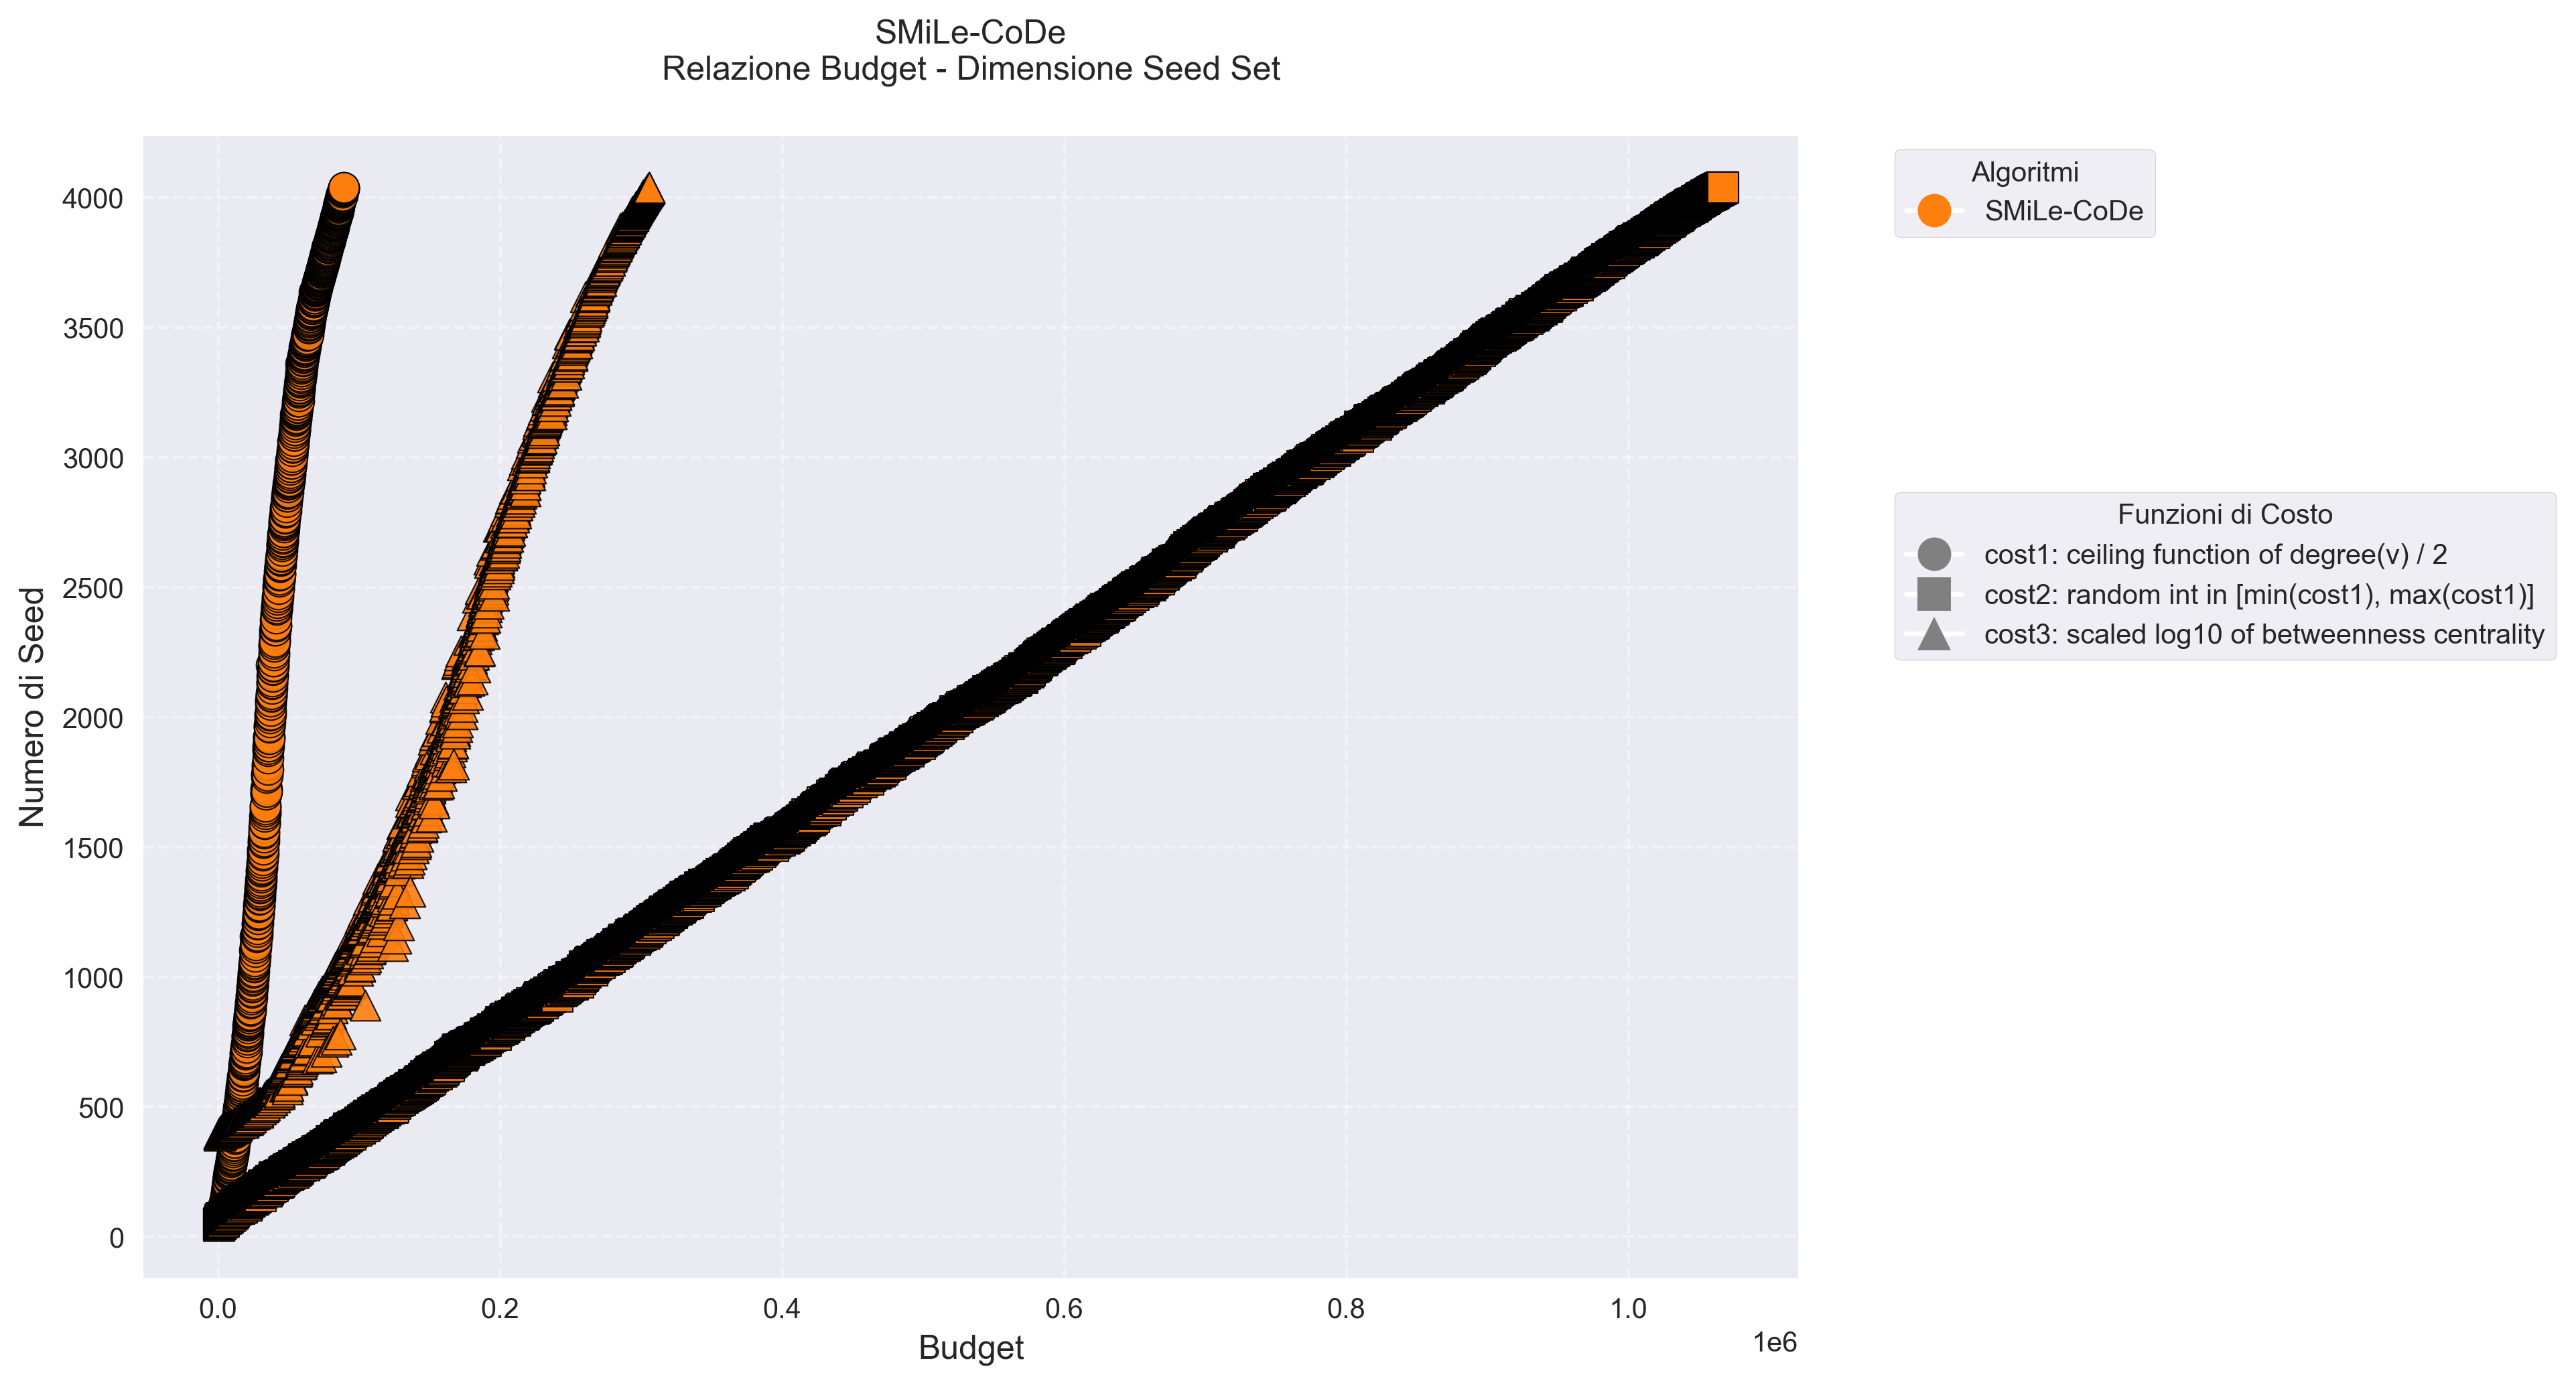 SMiLe-CoDe
Relazione Budget - Dimensione Seed Set
Numero di Seed
4000
3500
3000
2500
2000
1500
1000
500
0
0.0
0.2
0.4
0.6
0.8
1.0
1e6
Budget
Algoritmi
SMiLe-CoDe
Funzioni di Costo
cost1: ceiling function of degree(v) / 2
cost2: random int in [min(cost1), max(cost1)]
cost3: scaled log10 of betweenness centrality